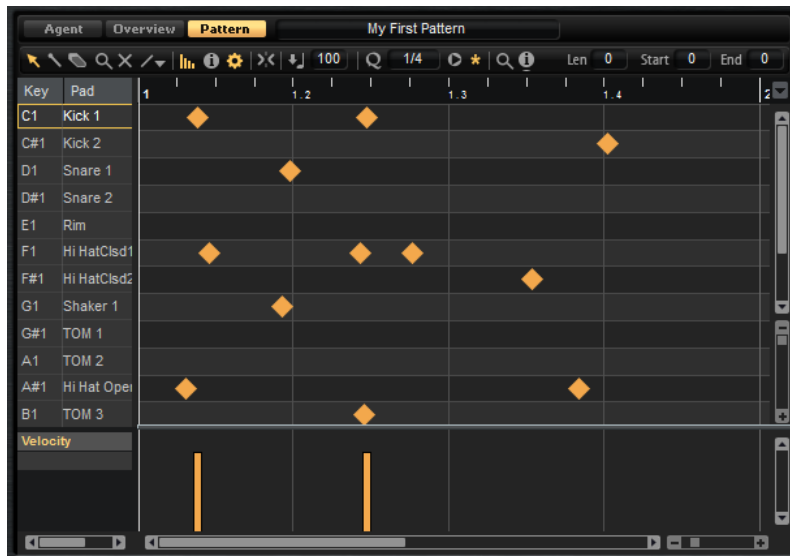 Agent Overview Pattern My First Pattern
100 Q 1/4 Len 0 Start 0 End 0
Key Pad 1 1.2 1.3 1.4 2
C1 Kick 1
C#1 Kick 2
D1 Snare 1
D#1 Snare 2
E1 Rim
F1 Hi HatClsd1
F#1 Hi HatClsd2
G1 Shaker 1
G#1 TOM 1
A1 TOM 2
A#1 Hi Hat Open
B1 TOM 3
Velocity